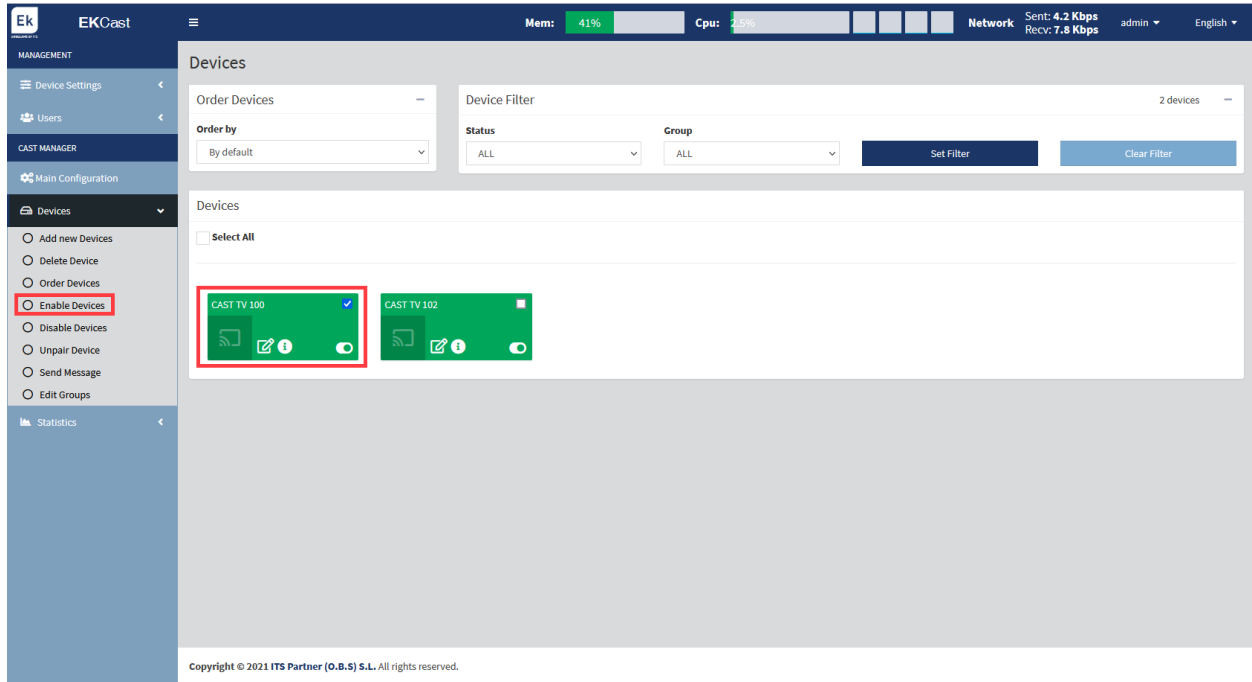 Ek
EKCast
Mem: 41% Cpu: 2.5% Network Sent: 4.2 Kbps Recv: 7.8 Kbps admin English
MANAGEMENT
Device Settings
Users
CAST MANAGER
Main Configuration
Devices
Add new Devices
Delete Device
Order Devices
Enable Devices
Disable Devices
Unpair Device
Send Message
Edit Groups
Statistics
Devices
Order Devices
Order by
By default
Device Filter
2 devices
Status
ALL
Group
ALL
Set Filter
Clear Filter
Devices
Select All
CAST TV 100
CAST TV 102
Copyright © 2021 ITS Partner (O.B.S) S.L. All rights reserved.